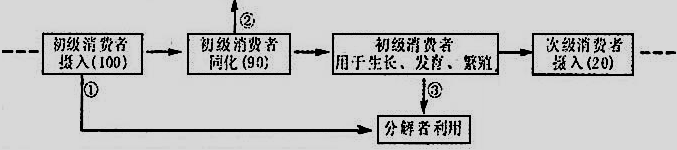 ②
初级消费者
摄入(100)
初级消费者
同化(90)
初级消费者
用于生长、发育、繁殖
次级消费者
摄入(20)
①
③
分解者利用